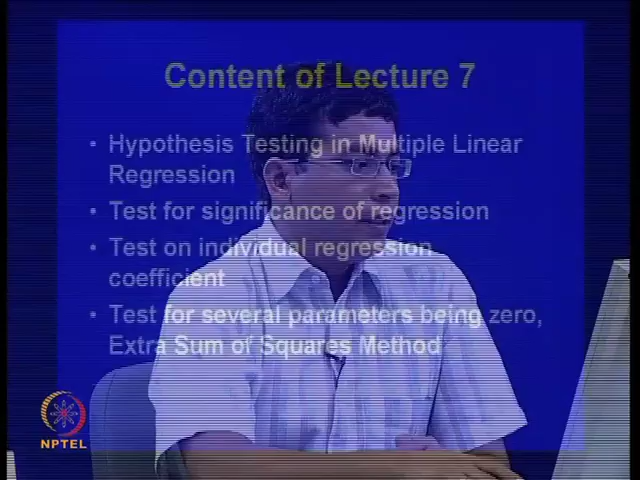 Content of Lecture 7
• Hypothesis Testing in Multiple Linear
Regression
• Test for significance of regression
• Test on individual regression
coefficient
• Test for several parameters being zero,
Extra Sum of Squares Method
NPTEL